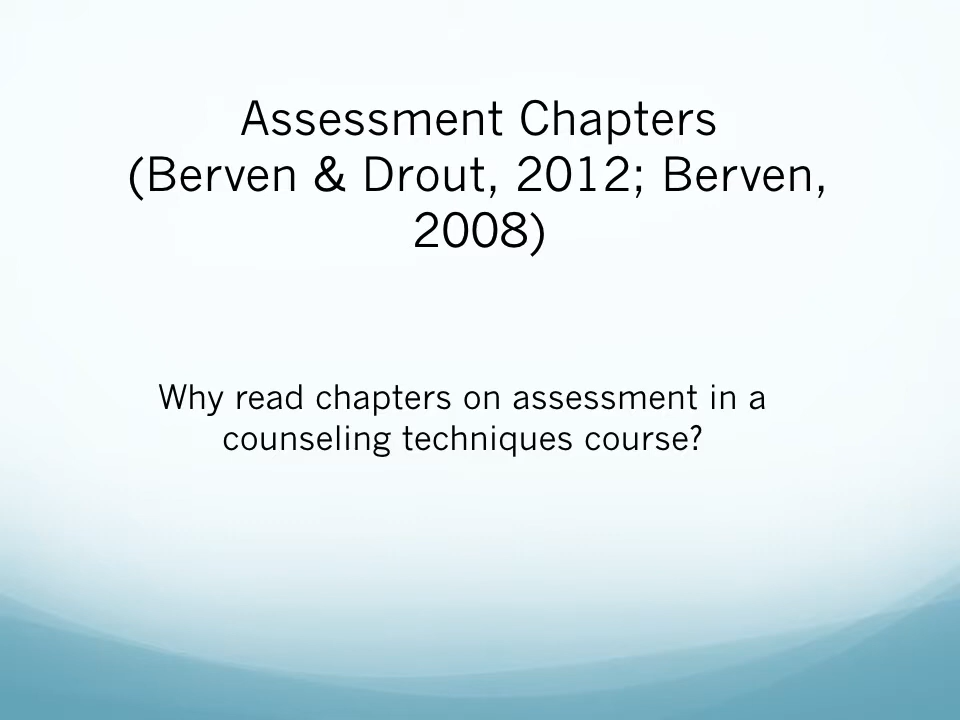 Assessment Chapters
(Berven & Drout, 2012; Berven,
2008)
Why read chapters on assessment in a
counseling techniques course?